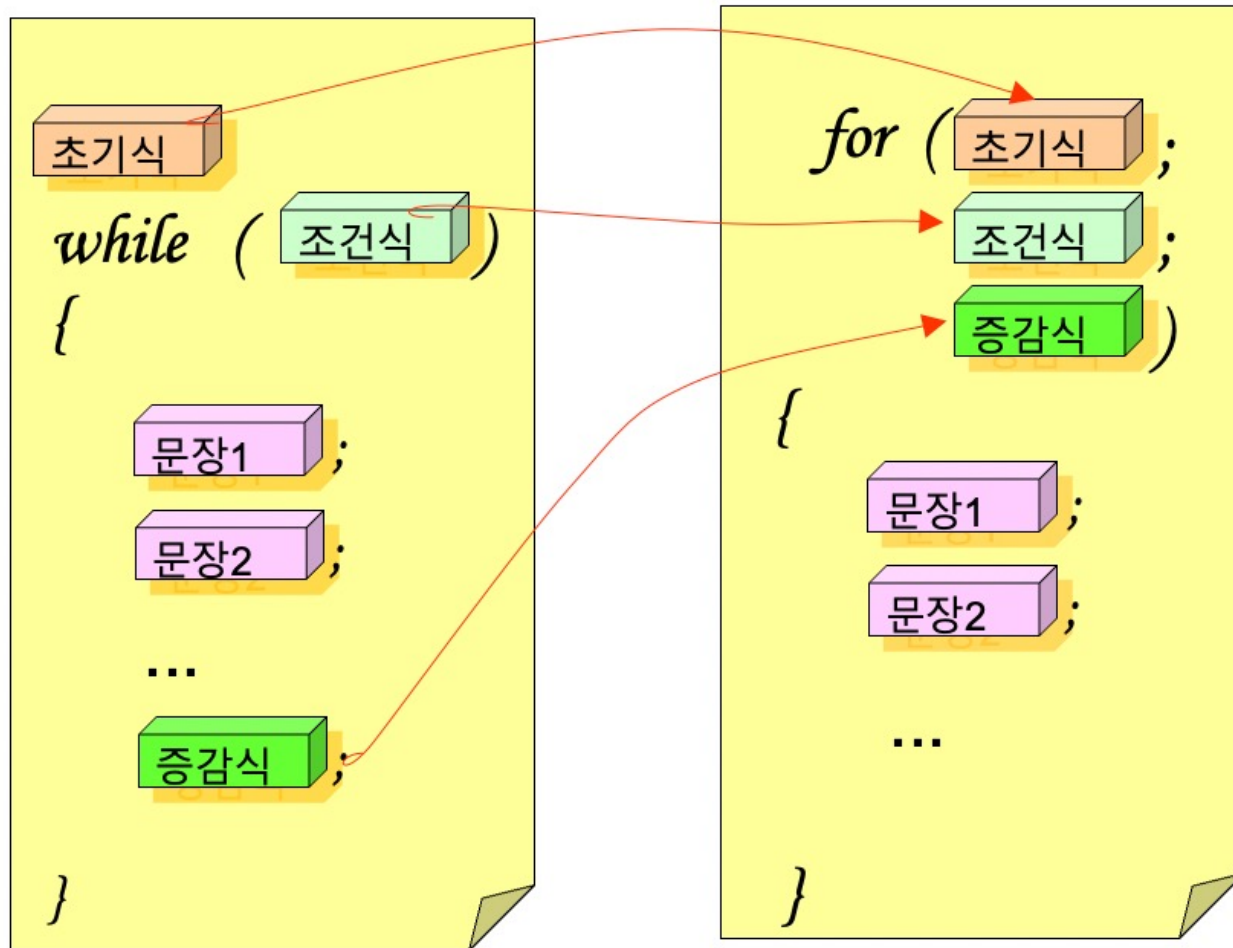 초기식
while ( 조건식 )
{
문장1 ;
문장2 ;
...
증감식 ;
}
for ( 초기식 ;
조건식 ;
증감식 )
{
문장1 ;
문장2 ;
...
}